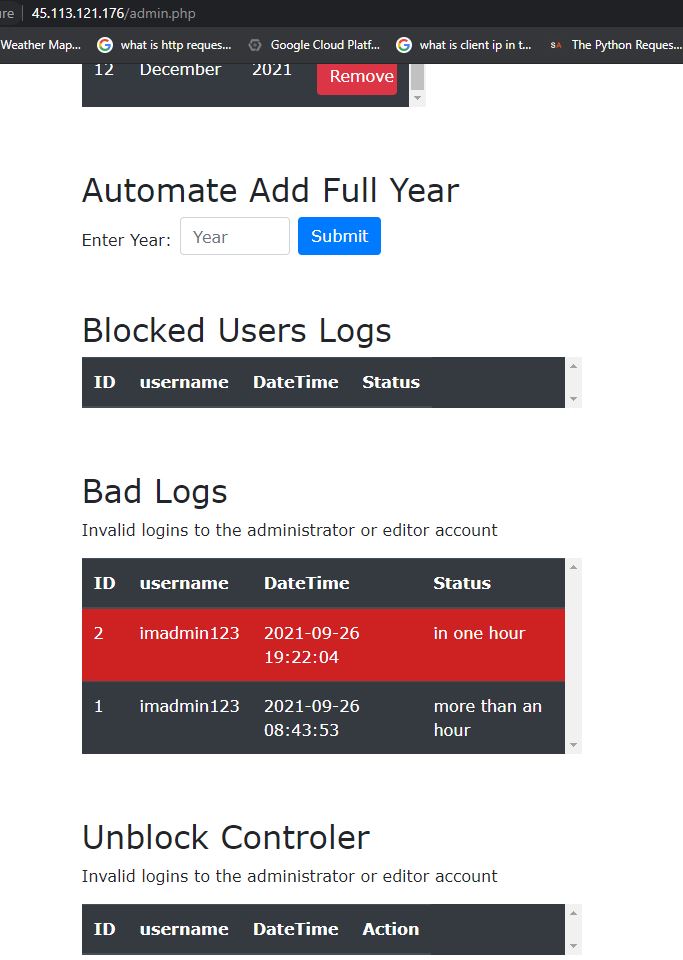 ure 45.113.121.176/admin.php
Weather Map... what is http reques... Google Cloud Platf... what is client ip in t... SA The Python Reques...
12 December 2021 Remove
Automate Add Full Year
Enter Year: Year Submit
Blocked Users Logs
ID username DateTime Status
Bad Logs
Invalid logins to the administrator or editor account
ID username DateTime Status
2 imadmin123 2021-09-26 in one hour
19:22:04
1 imadmin123 2021-09-26 more than an
08:43:53 hour
Unblock Controler
Invalid logins to the administrator or editor account
ID username DateTime Action